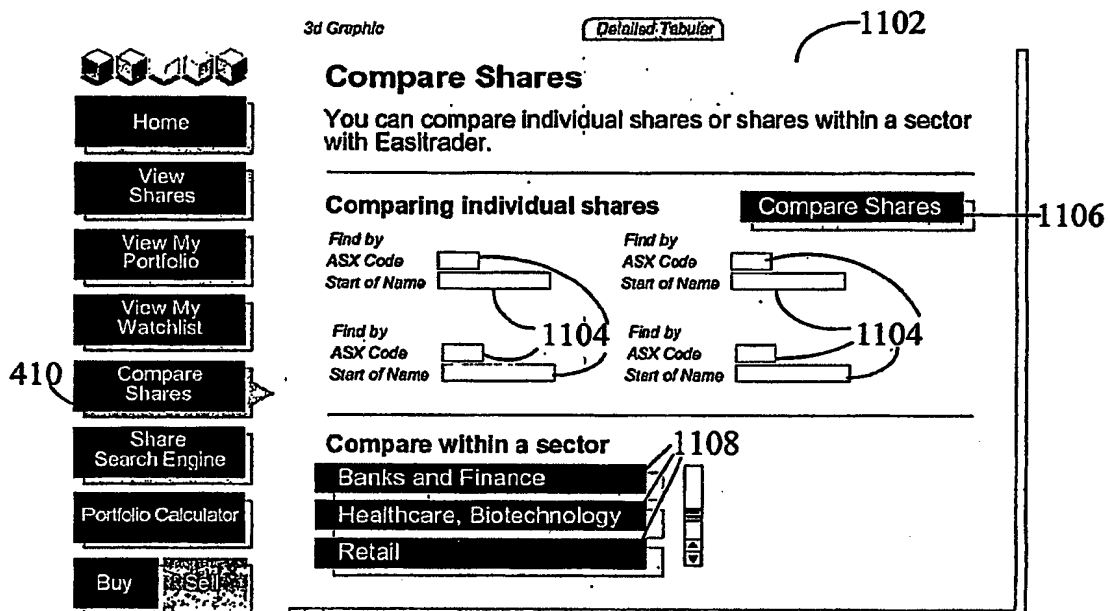 3d Graphic
Detailed Tabular
1102
Compare Shares
You can compare individual shares or shares within a sector
with Easitrader.
Home
View
Shares
View My
Portfolio
View My
Watchlist
410
Compare
Shares
Share
Search Engine
Portfolio Calculator
Buy
Sell
Comparing individual shares
Compare Shares
1106
Find by
ASX Code
Start of Name
Find by
ASX Code
Start of Name
1104
1104
Find by
ASX Code
Start of Name
Find by
ASX Code
Start of Name
Compare within a sector
1108
Banks and Finance
Healthcare, Biotechnology
Retail